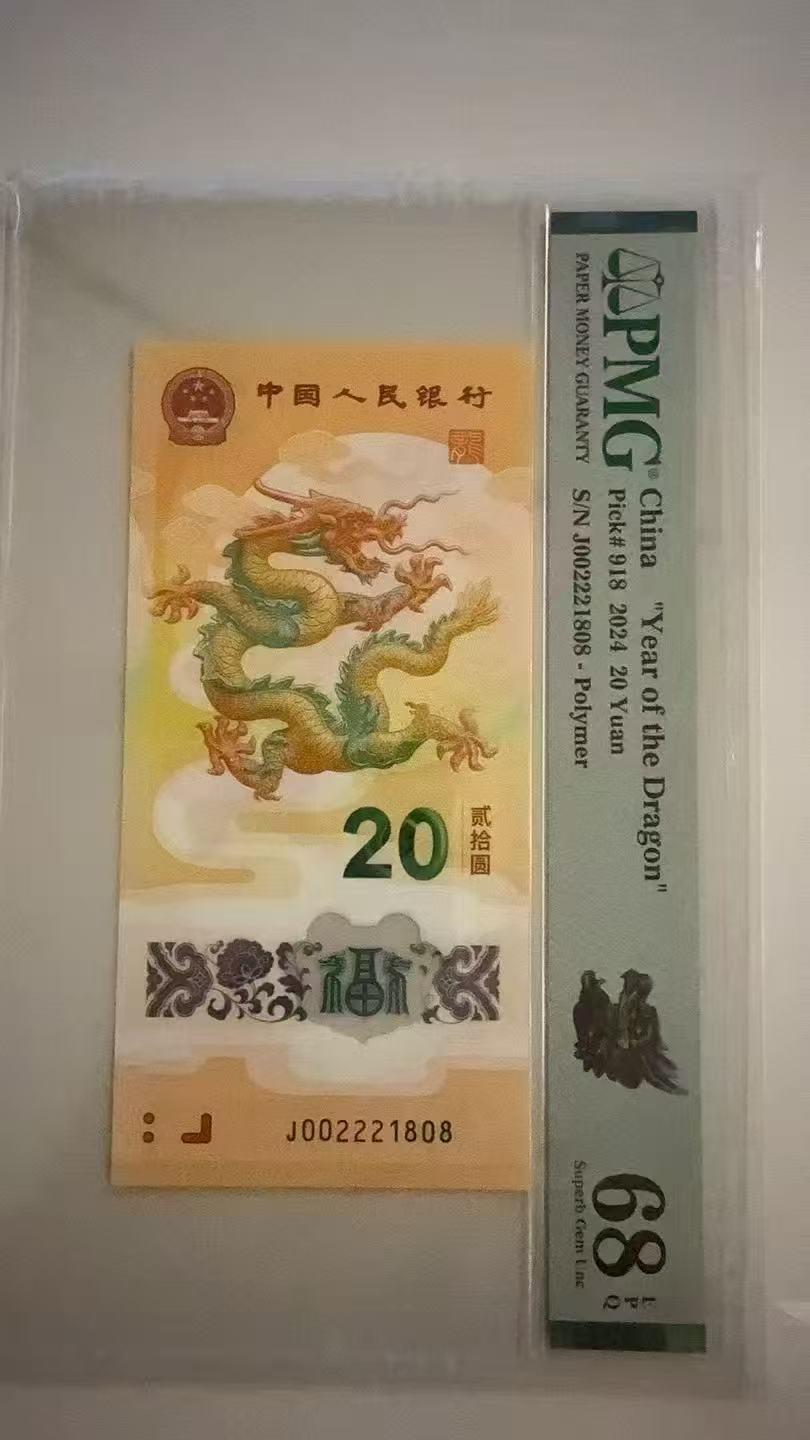 中国人民银行
20
贰拾圆
福
J002221808
PMG®
PAPER MONEY GUARANTY
China "Year of the Dragon"
Pick# 918 2024 20 Yuan
S/N J002221808 - Polymer
68
EPQ
Superb Gem Unc